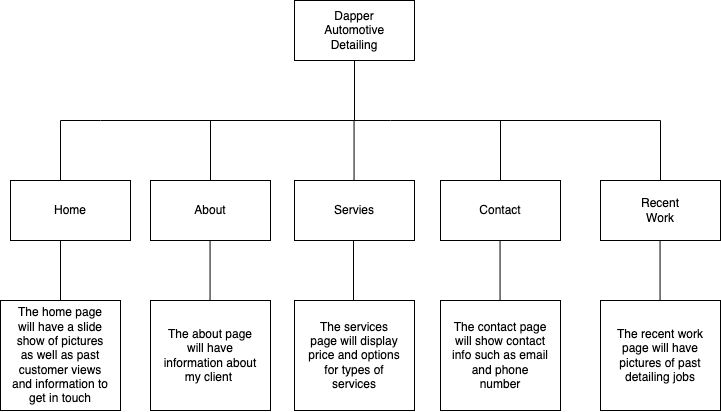 Dapper
Automotive
Detailing
Home
About
Servies
Contact
Recent
Work
The home page
will have a slide
show of pictures
as well as past
customer views
and information to
get in touch
The about page
will have
information about
my client
The services
page will display
price and options
for types of
services
The contact page
will show contact
info such as email
and phone
number
The recent work
page will have
pictures of past
detailing jobs